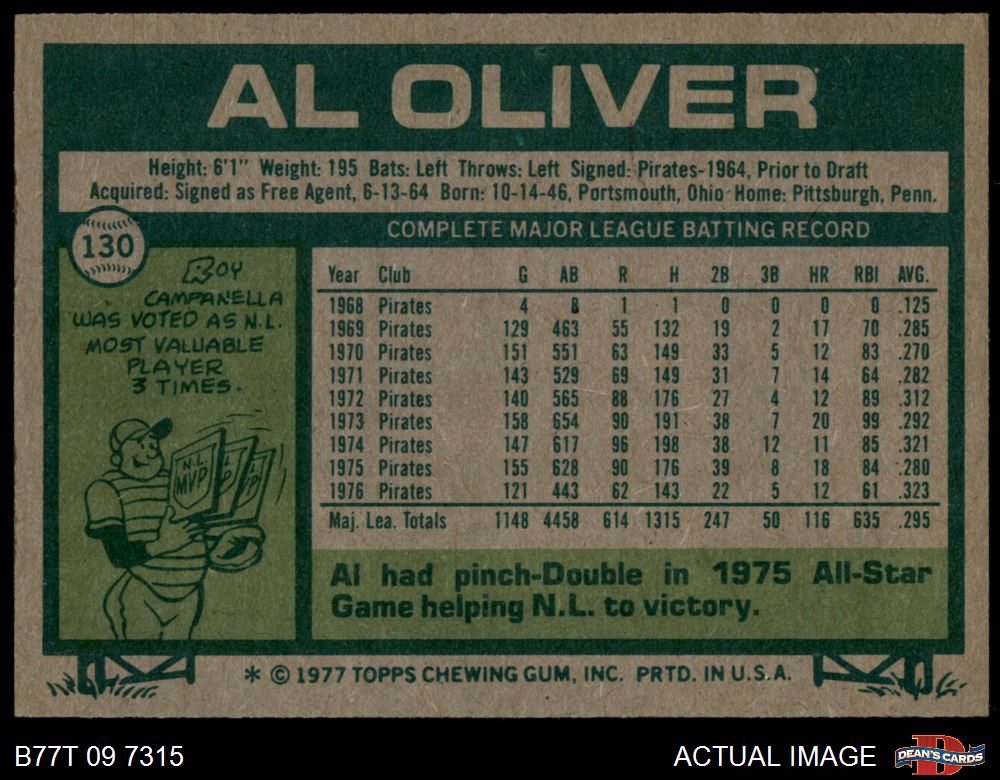 AL OLIVER
Height: 6'1" Weight: 195 Bats: Left Throws: Left Signed: Pirates-1964, Prior to Draft
Acquired: Signed as Free Agent, 6-13-64 Born: 10-14-46, Portsmouth, Ohio Home: Pittsburgh, Penn.
130
ROY
CAMPANELLA
WAS VOTED AS N.L.
MOST VALUABLE
PLAYER
3 TIMES.
N.L. MVP
COMPLETE MAJOR LEAGUE BATTING RECORD
Year Club G AB R H 2B 3B HR RBI AVG.
1968 Pirates 4 8 1 1 0 0 0 0 .125
1969 Pirates 129 463 55 132 19 2 17 70 .285
1970 Pirates 151 551 63 149 33 5 12 83 .270
1971 Pirates 143 529 69 149 31 7 14 64 .282
1972 Pirates 140 565 88 176 27 4 12 89 .312
1973 Pirates 158 654 90 191 38 7 20 99 .292
1974 Pirates 147 617 96 198 38 12 11 85 .321
1975 Pirates 155 628 90 176 39 8 18 84 .280
1976 Pirates 121 443 62 143 22 5 12 61 .323
Maj. Lea. Totals 1148 4458 614 1315 247 50 116 635 .295
Al had pinch-Double in 1975 All-Star
Game helping N.L. to victory.
* © 1977 TOPPS CHEWING GUM, INC. PRTD. IN U.S.A.
B77T 09 7315
ACTUAL IMAGE
DEAN'S CARDS